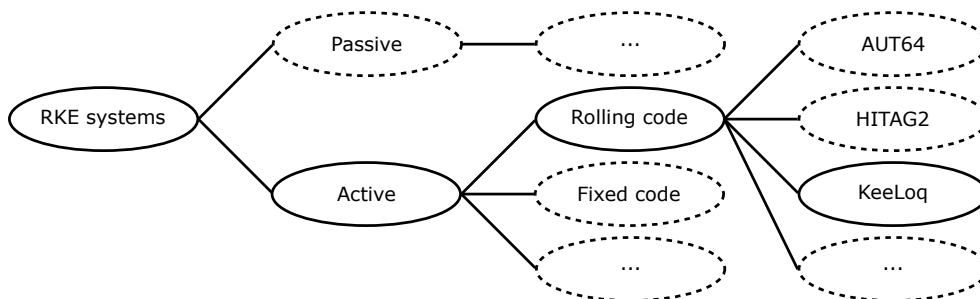 Passive
...
AUT64
RKE systems
Rolling code
HITAG2
Active
Fixed code
KeeLoq
...
...